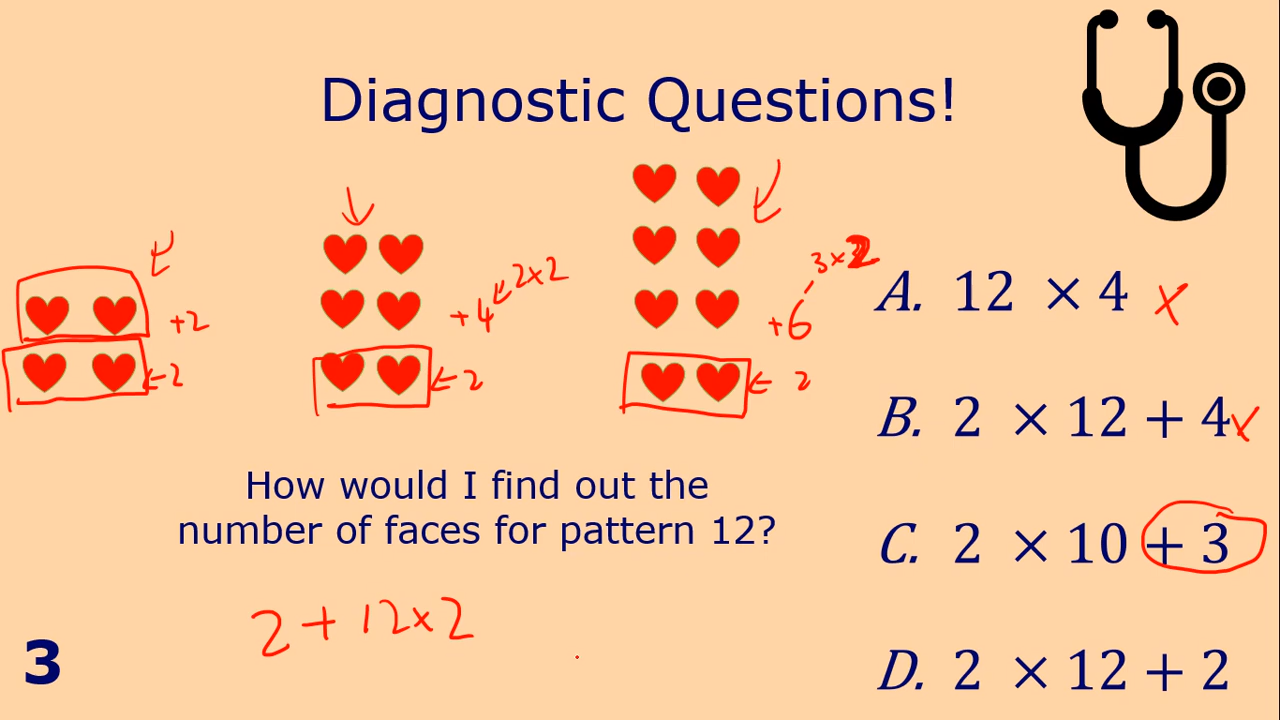 Diagnostic Questions!
+2
←2
+4
2×2
←2
3×2
+6
← 2
A. 12 × 4 x
B. 2 × 12 + 4 x
C. 2 × 10 + 3
D. 2 × 12 + 2
How would I find out the
number of faces for pattern 12?
2 + 12×2
3